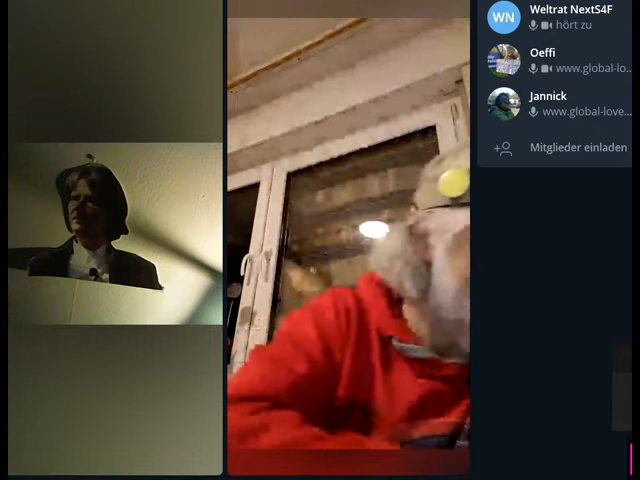 WN
Weltrat NextS4F
hört zu
Oeffi
www.global-lo...
Jannick
www.global-love...
Mitglieder einladen